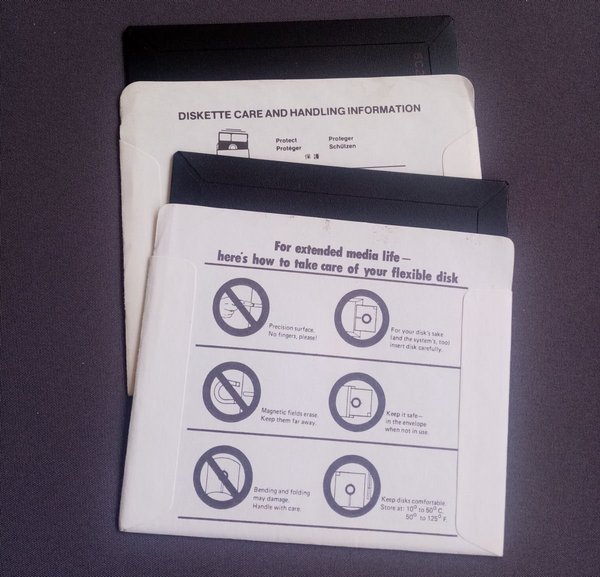 DISKETTE CARE AND HANDLING INFORMATION
Protect Proteger
Protéger Schützen
保護
For extended media life—
here's how to take care of your flexible disk
Precision surface.
No fingers, please!
For your disk's sake
(and the system's, too)
insert disk carefully.
Magnetic fields erase.
Keep them far away.
Keep it safe—
in the envelope
when not in use.
Bending and folding
may damage.
Handle with care.
Keep disks comfortable.
Store at: 10° to 50° C.
50° to 125° F.